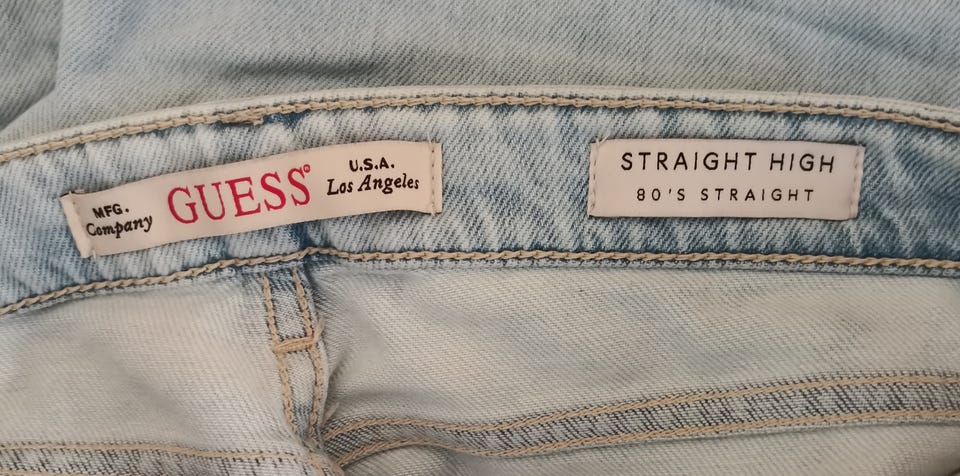 MFG.
Company
GUESS°
U.S.A.
Los Angeles
STRAIGHT HIGH
80'S STRAIGHT